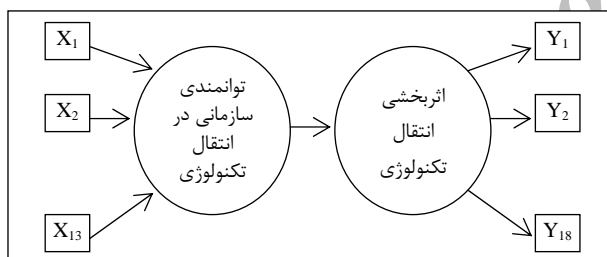 X1
X2
X13
توانمندی
سازمانی در
انتقال
تکنولوژی
اثربخشی
انتقال
تکنولوژی
Y1
Y2
Y18